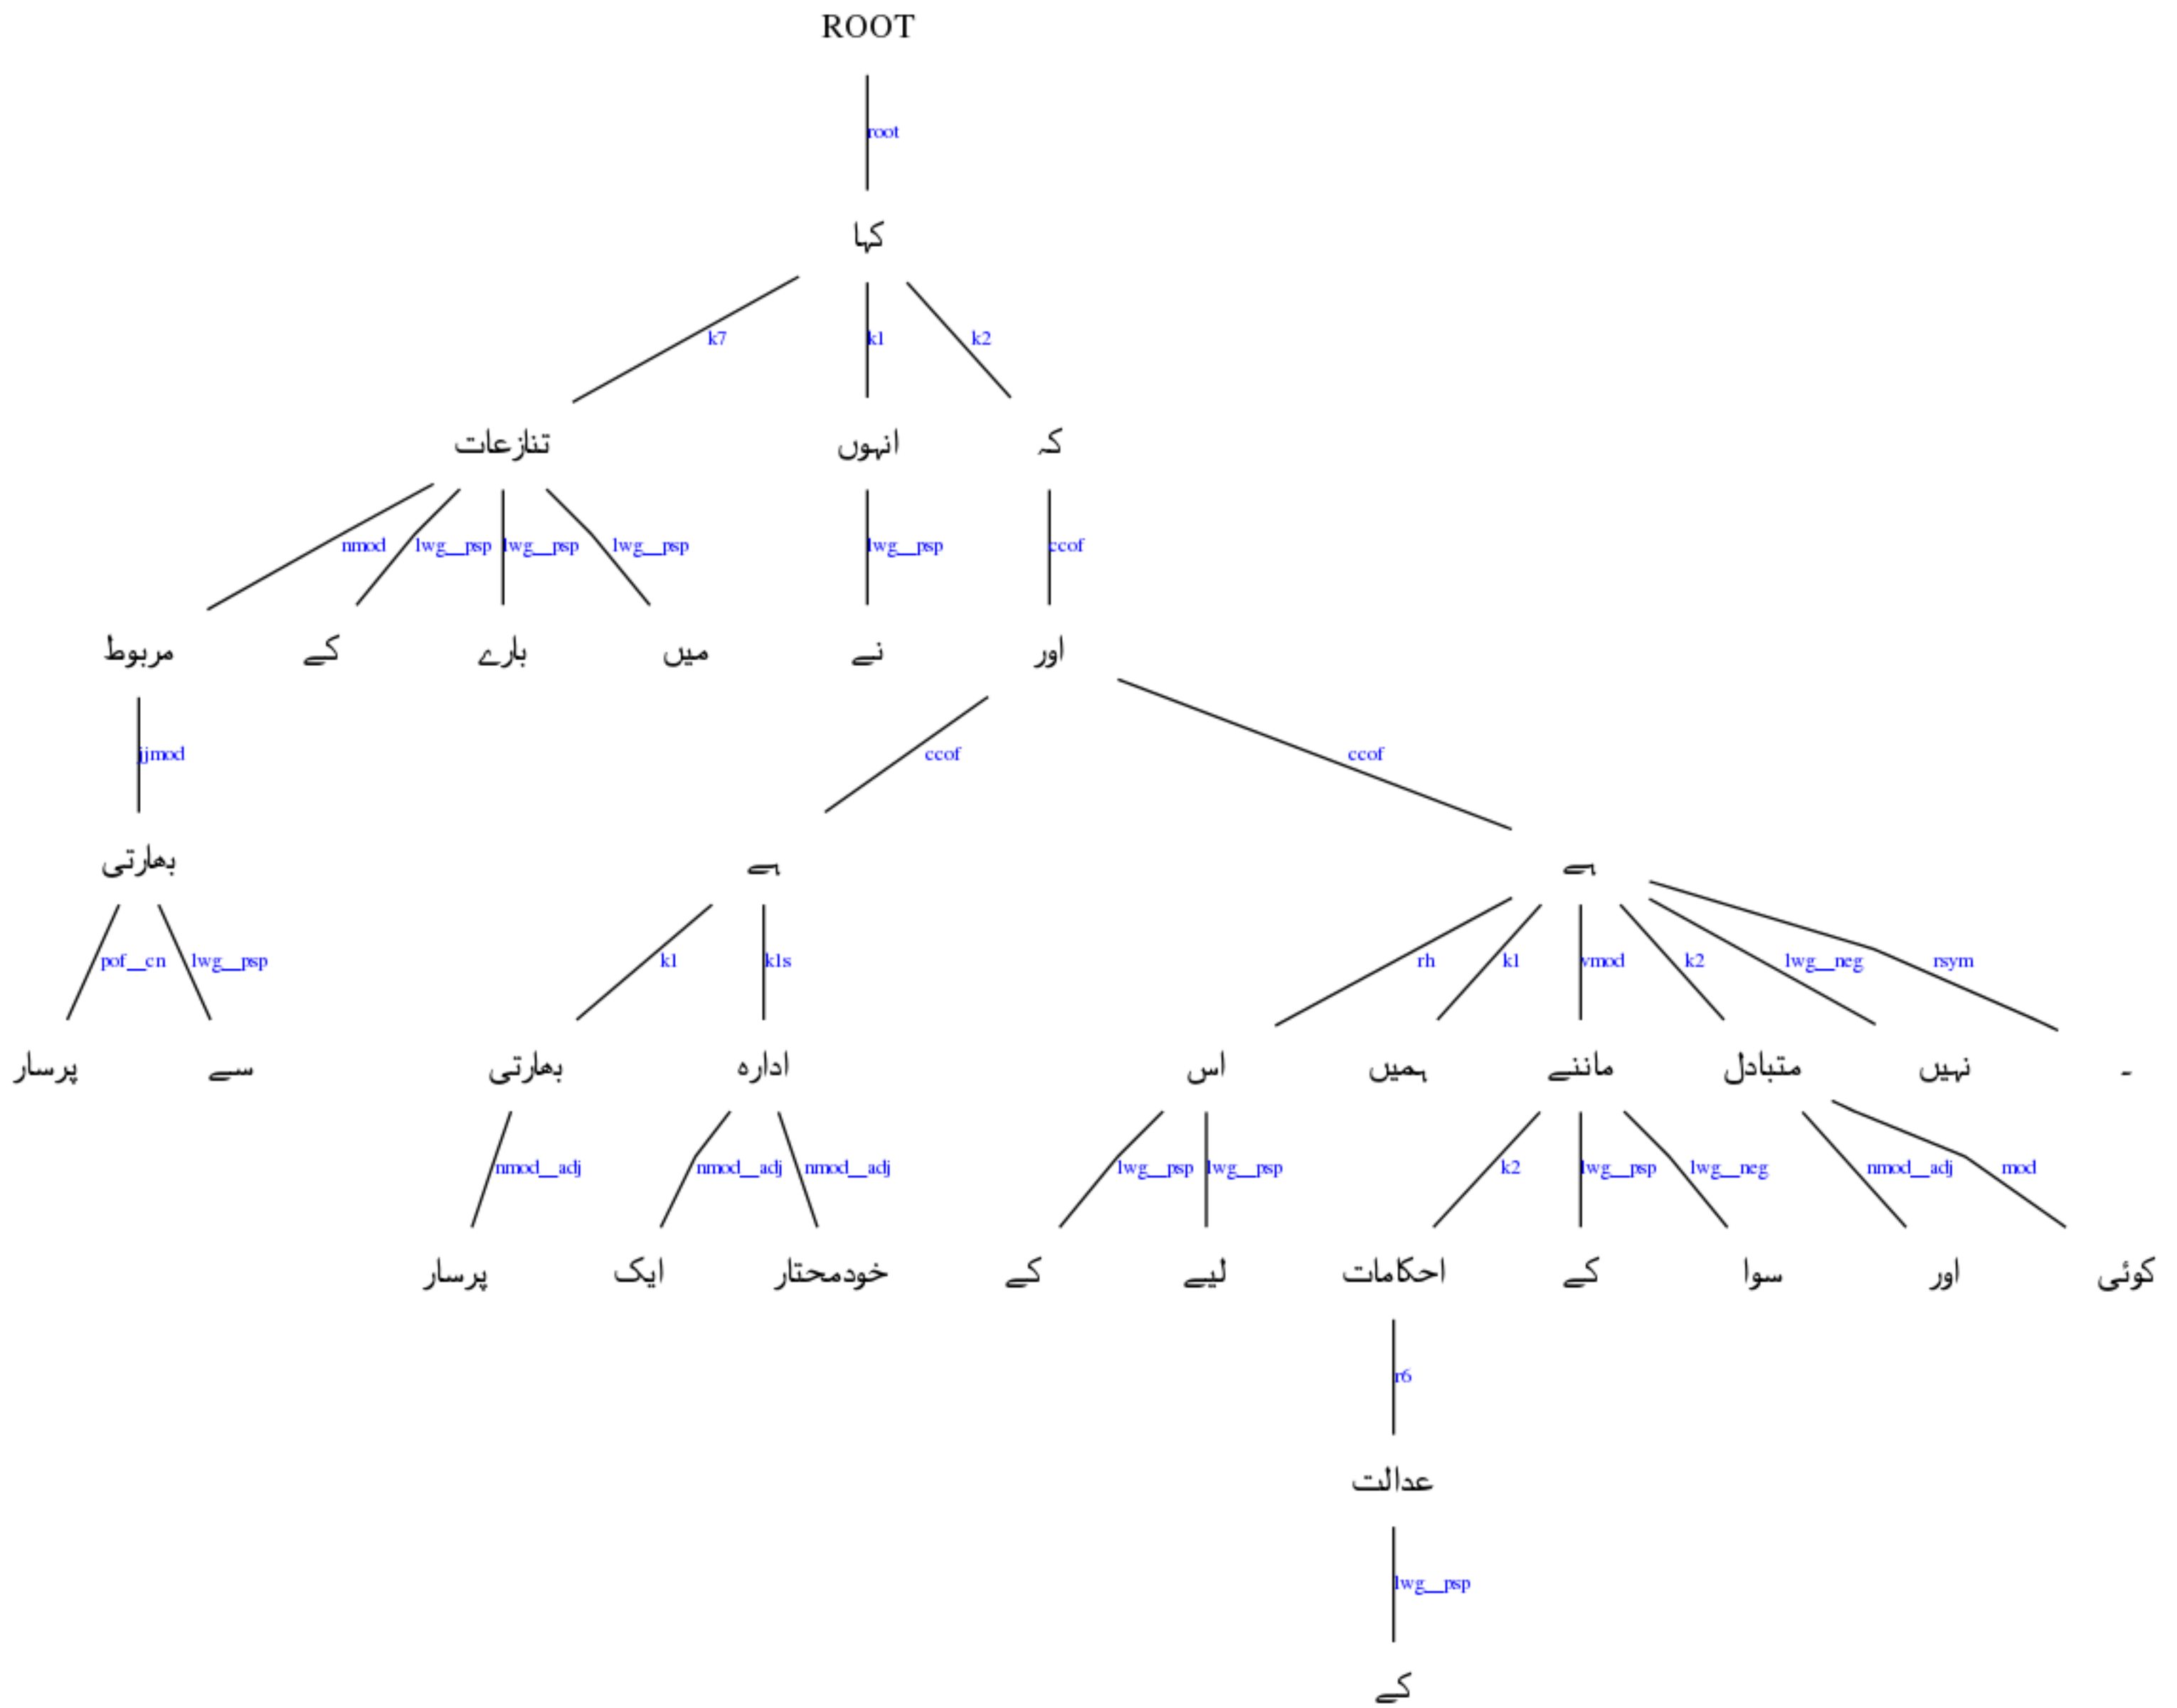 ROOT
root
کہا
k7 k1 k2
تنازعات انہوں کہ
nmod lwg__psp lwg__psp lwg__psp lwg__psp ccof
مربوط کے بارے میں نے اور
jjmod ccof ccof
بھارتی ہے ہے
pof__cn lwg__psp k1 k1s rh k1 vmod k2 lwg__neg rsym
پرسار سے بھارتی ادارہ اس ہمیں ماننے متبادل نہیں ۔
nmod__adj nmod__adj nmod__adj lwg__psp lwg__psp k2 lwg__psp lwg__neg nmod__adj mod
پرسار ایک خودمحتار کے لیے احکامات کے سوا اور کوئی
r6
عدالت
lwg__psp
کے